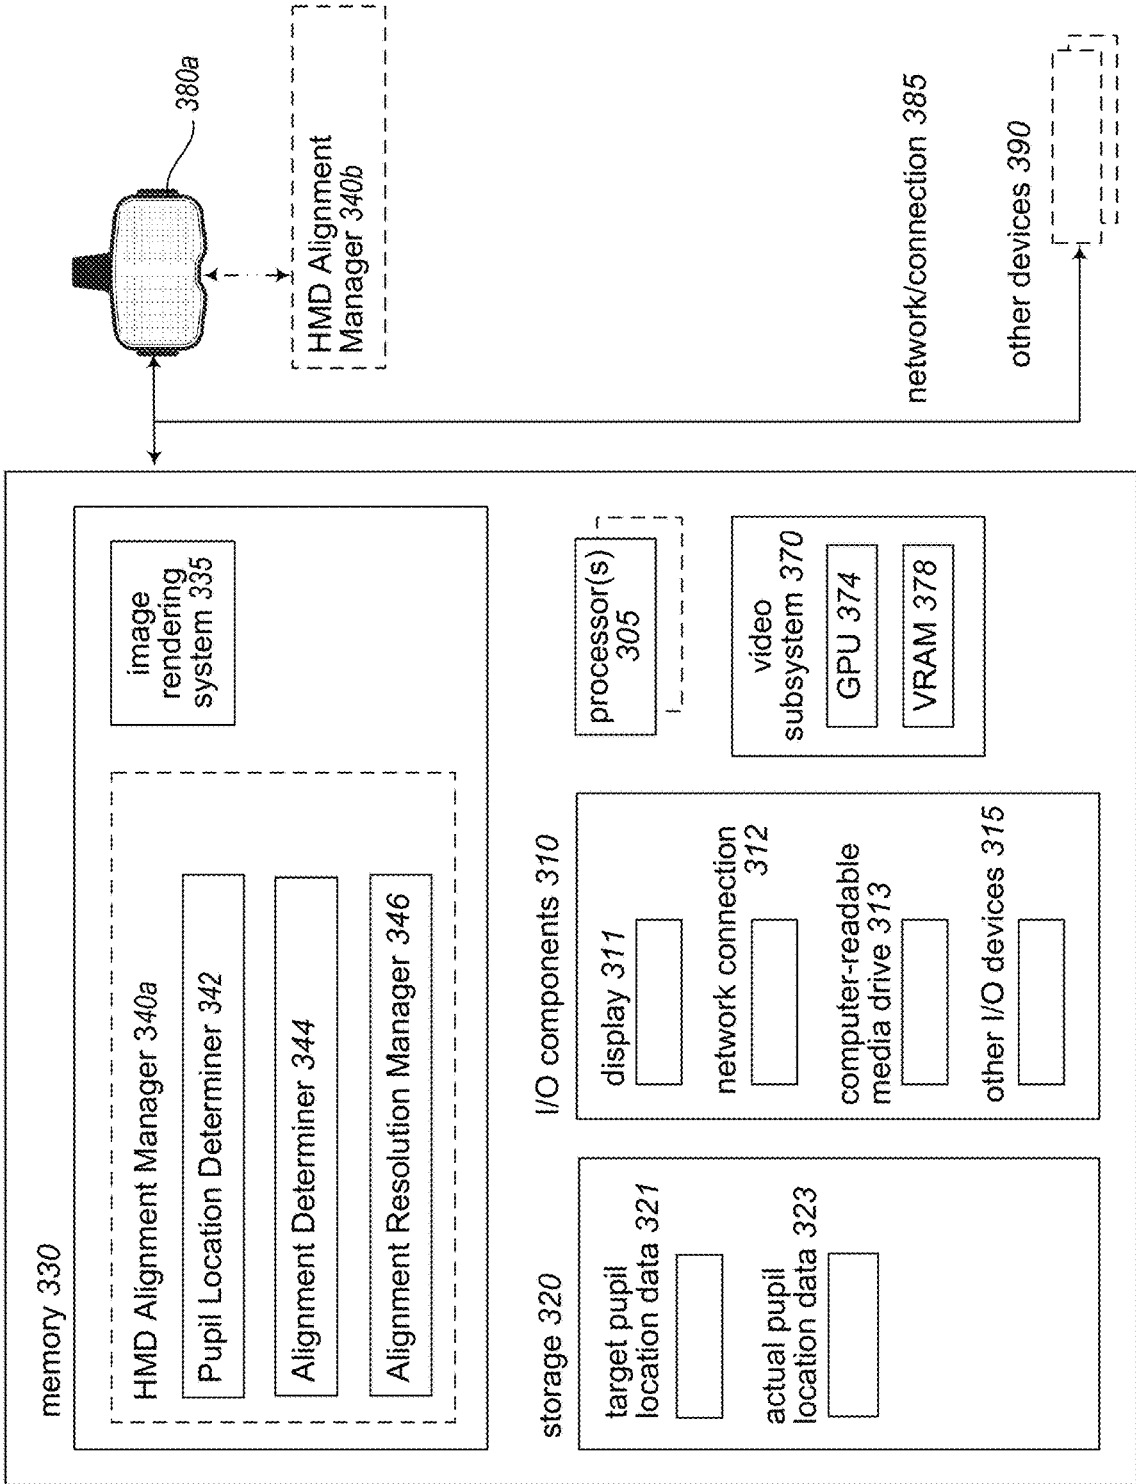 memory 330
HMD Alignment Manager 340a
Pupil Location Determiner 342
Alignment Determiner 344
Alignment Resolution Manager 346
image
rendering
system 335
storage 320
target pupil
location data 321
actual pupil
location data 323
I/O components 310
display 311
network connection
312
computer-readable
media drive 313
other I/O devices 315
processor(s)
305
video
subsystem 370
GPU 374
VRAM 378
380a
HMD Alignment
Manager 340b
network/connection 385
other devices 390